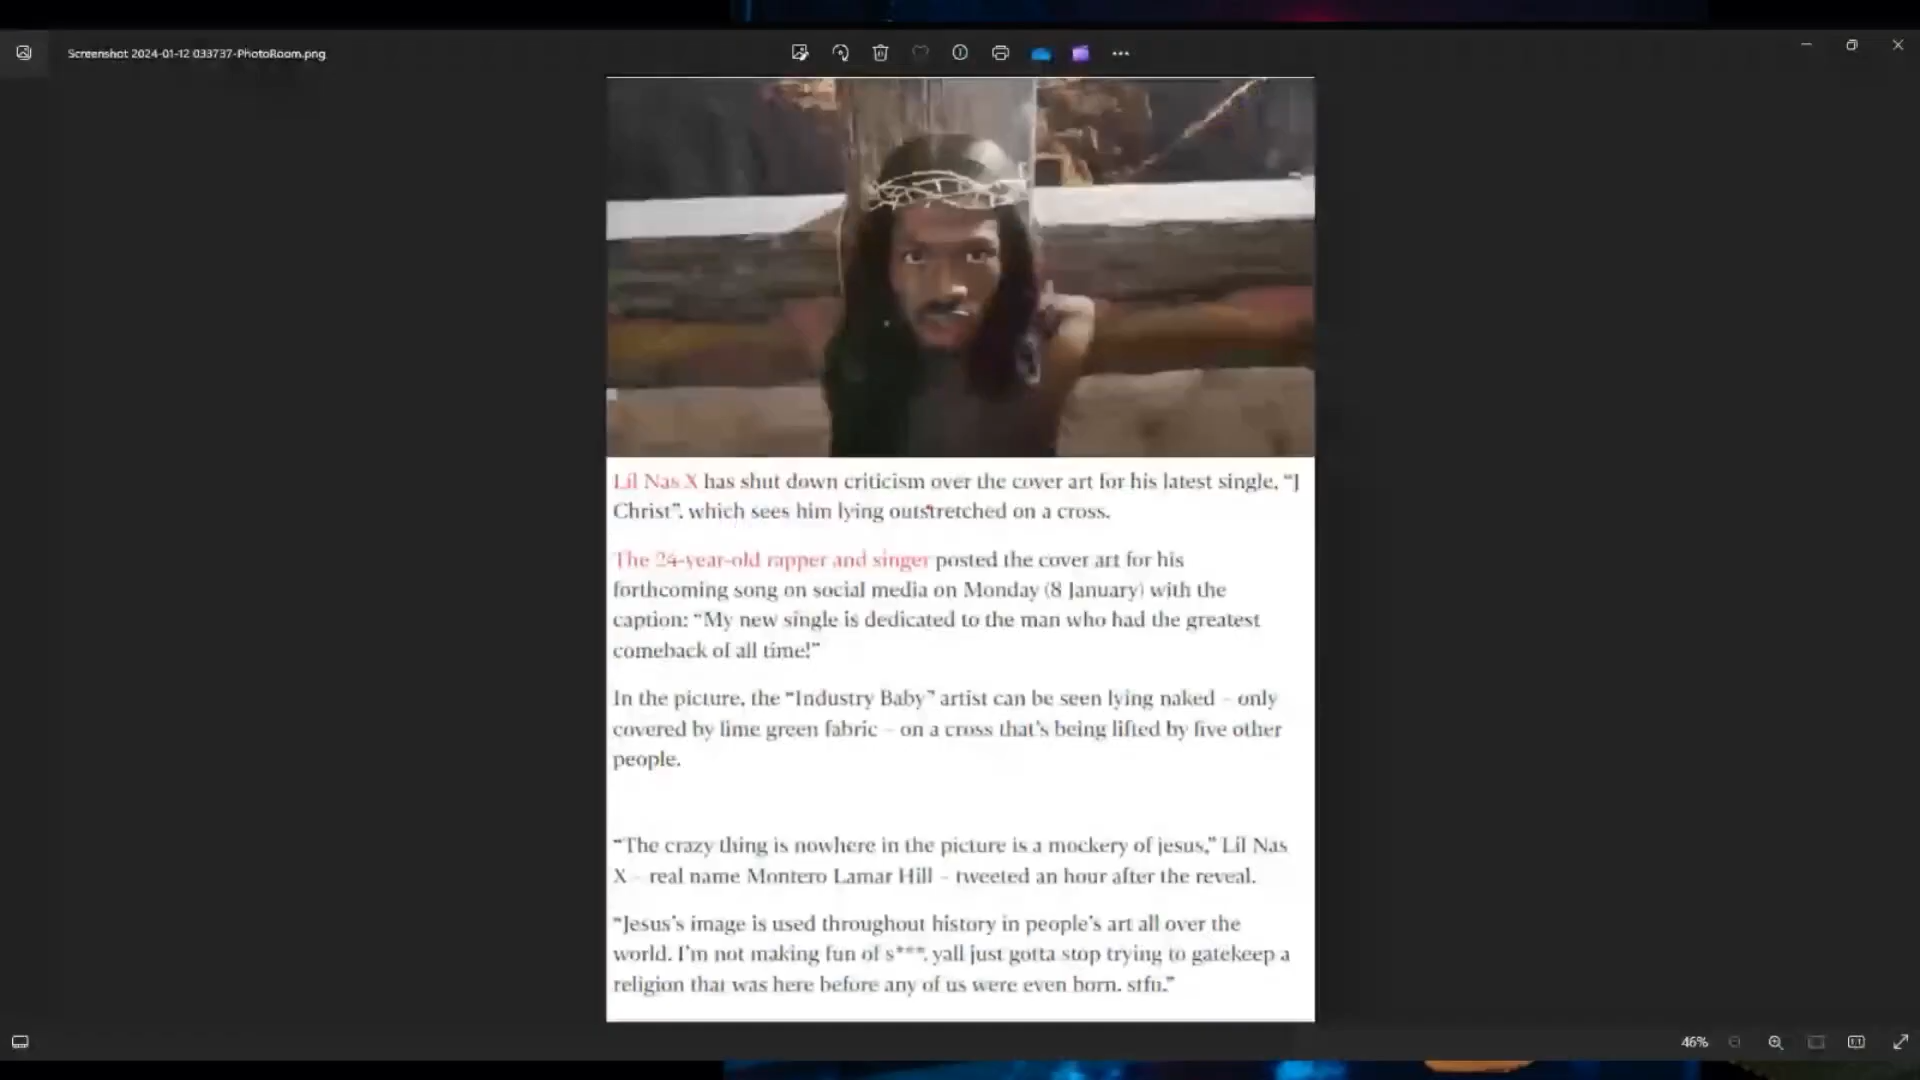 Screenshot 2024-01-12 033737-PhotoRoom.png
Lil Nas X has shut down criticism over the cover art for his latest single, “J
Christ”, which sees him lying outstretched on a cross.
The 24-year-old rapper and singer posted the cover art for his
forthcoming song on social media on Monday (8 January) with the
caption: “My new single is dedicated to the man who had the greatest
comeback of all time!”
In the picture, the “Industry Baby” artist can be seen lying naked – only
covered by lime green fabric – on a cross that’s being lifted by five other
people.
“The crazy thing is nowhere in the picture is a mockery of jesus,” Lil Nas
X – real name Montero Lamar Hill – tweeted an hour after the reveal.
“Jesus’s image is used throughout history in people’s art all over the
world. I’m not making fun of s***, yall just gotta stop trying to gatekeep a
religion that was here before any of us were even born. stfu.”
46%